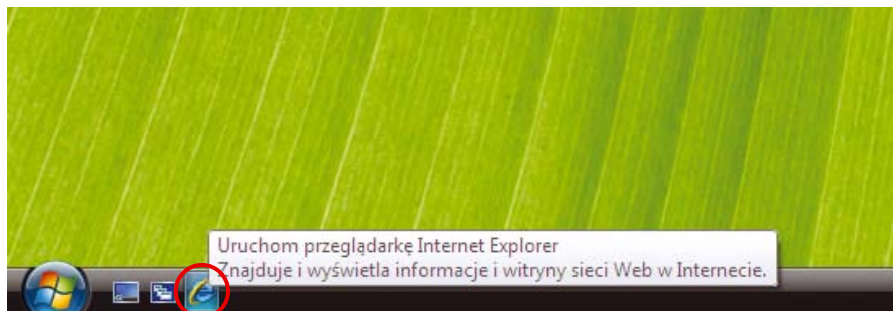 Uruchom przeglądarkę Internet Explorer
Znajduje i wyświetla informacje i witryny sieci Web w Internecie.